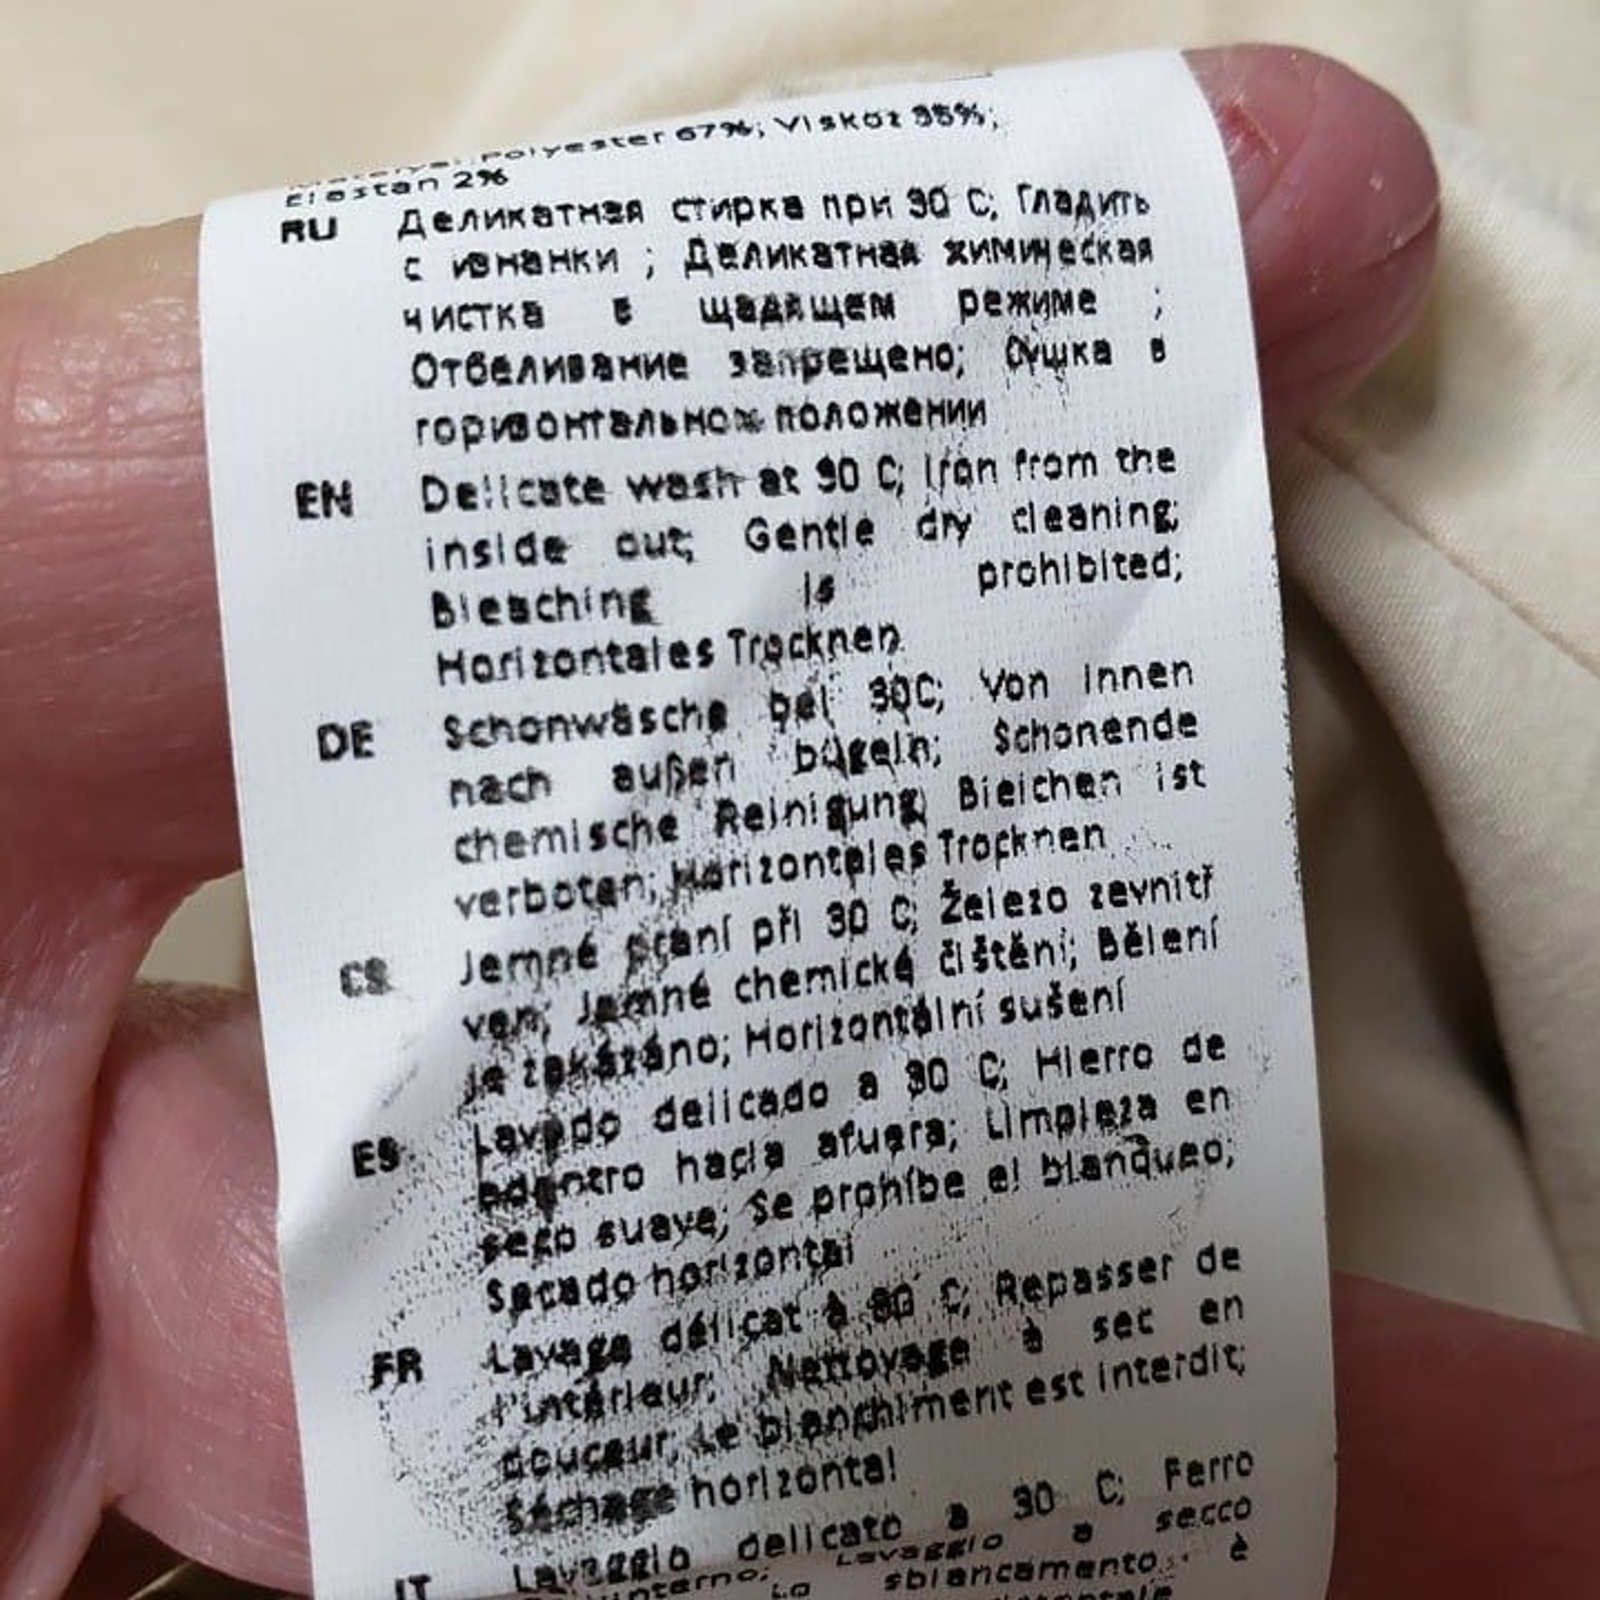 Polyester 67%; Viskoz 35%;
Elastan 2%
RU Деликатная стирка при 30 C; Гладить
с изнанки ; Деликатная химическая
чистка в щадящем режиме ;
Отбеливание запрещено; Сушка в
горизонтальном положении
EN Delicate wash at 30 C; Iron from the
inside out; Gentle dry cleaning;
Bleaching is prohibited;
Horizontales Trocknen
DE Schonwäsche bei 30C; Von innen
nach außen bügeln; Schonende
chemische Reinigung; Bleichen ist
verboten; Horizontales Trocknen
CS Jemné praní při 30 C; Železo zevnitř
ven; Jemné chemické čištění; Bělení
je zakázáno; Horizontální sušení
ES Lavado delicado a 30 C; Hierro de
adentro hacia afuera; Limpieza en
seco suave; Se prohíbe el blanqueo;
Secado horizontal
FR Lavage délicat à 30 C; Repasser de
l'intérieur; Nettoyage à sec en
douceur; Le blanchiment est interdit;
Séchage horizontal
IT Lavaggio delicato a 30 C; Ferro
interno; Lavaggio a secco
La sbiancamento è